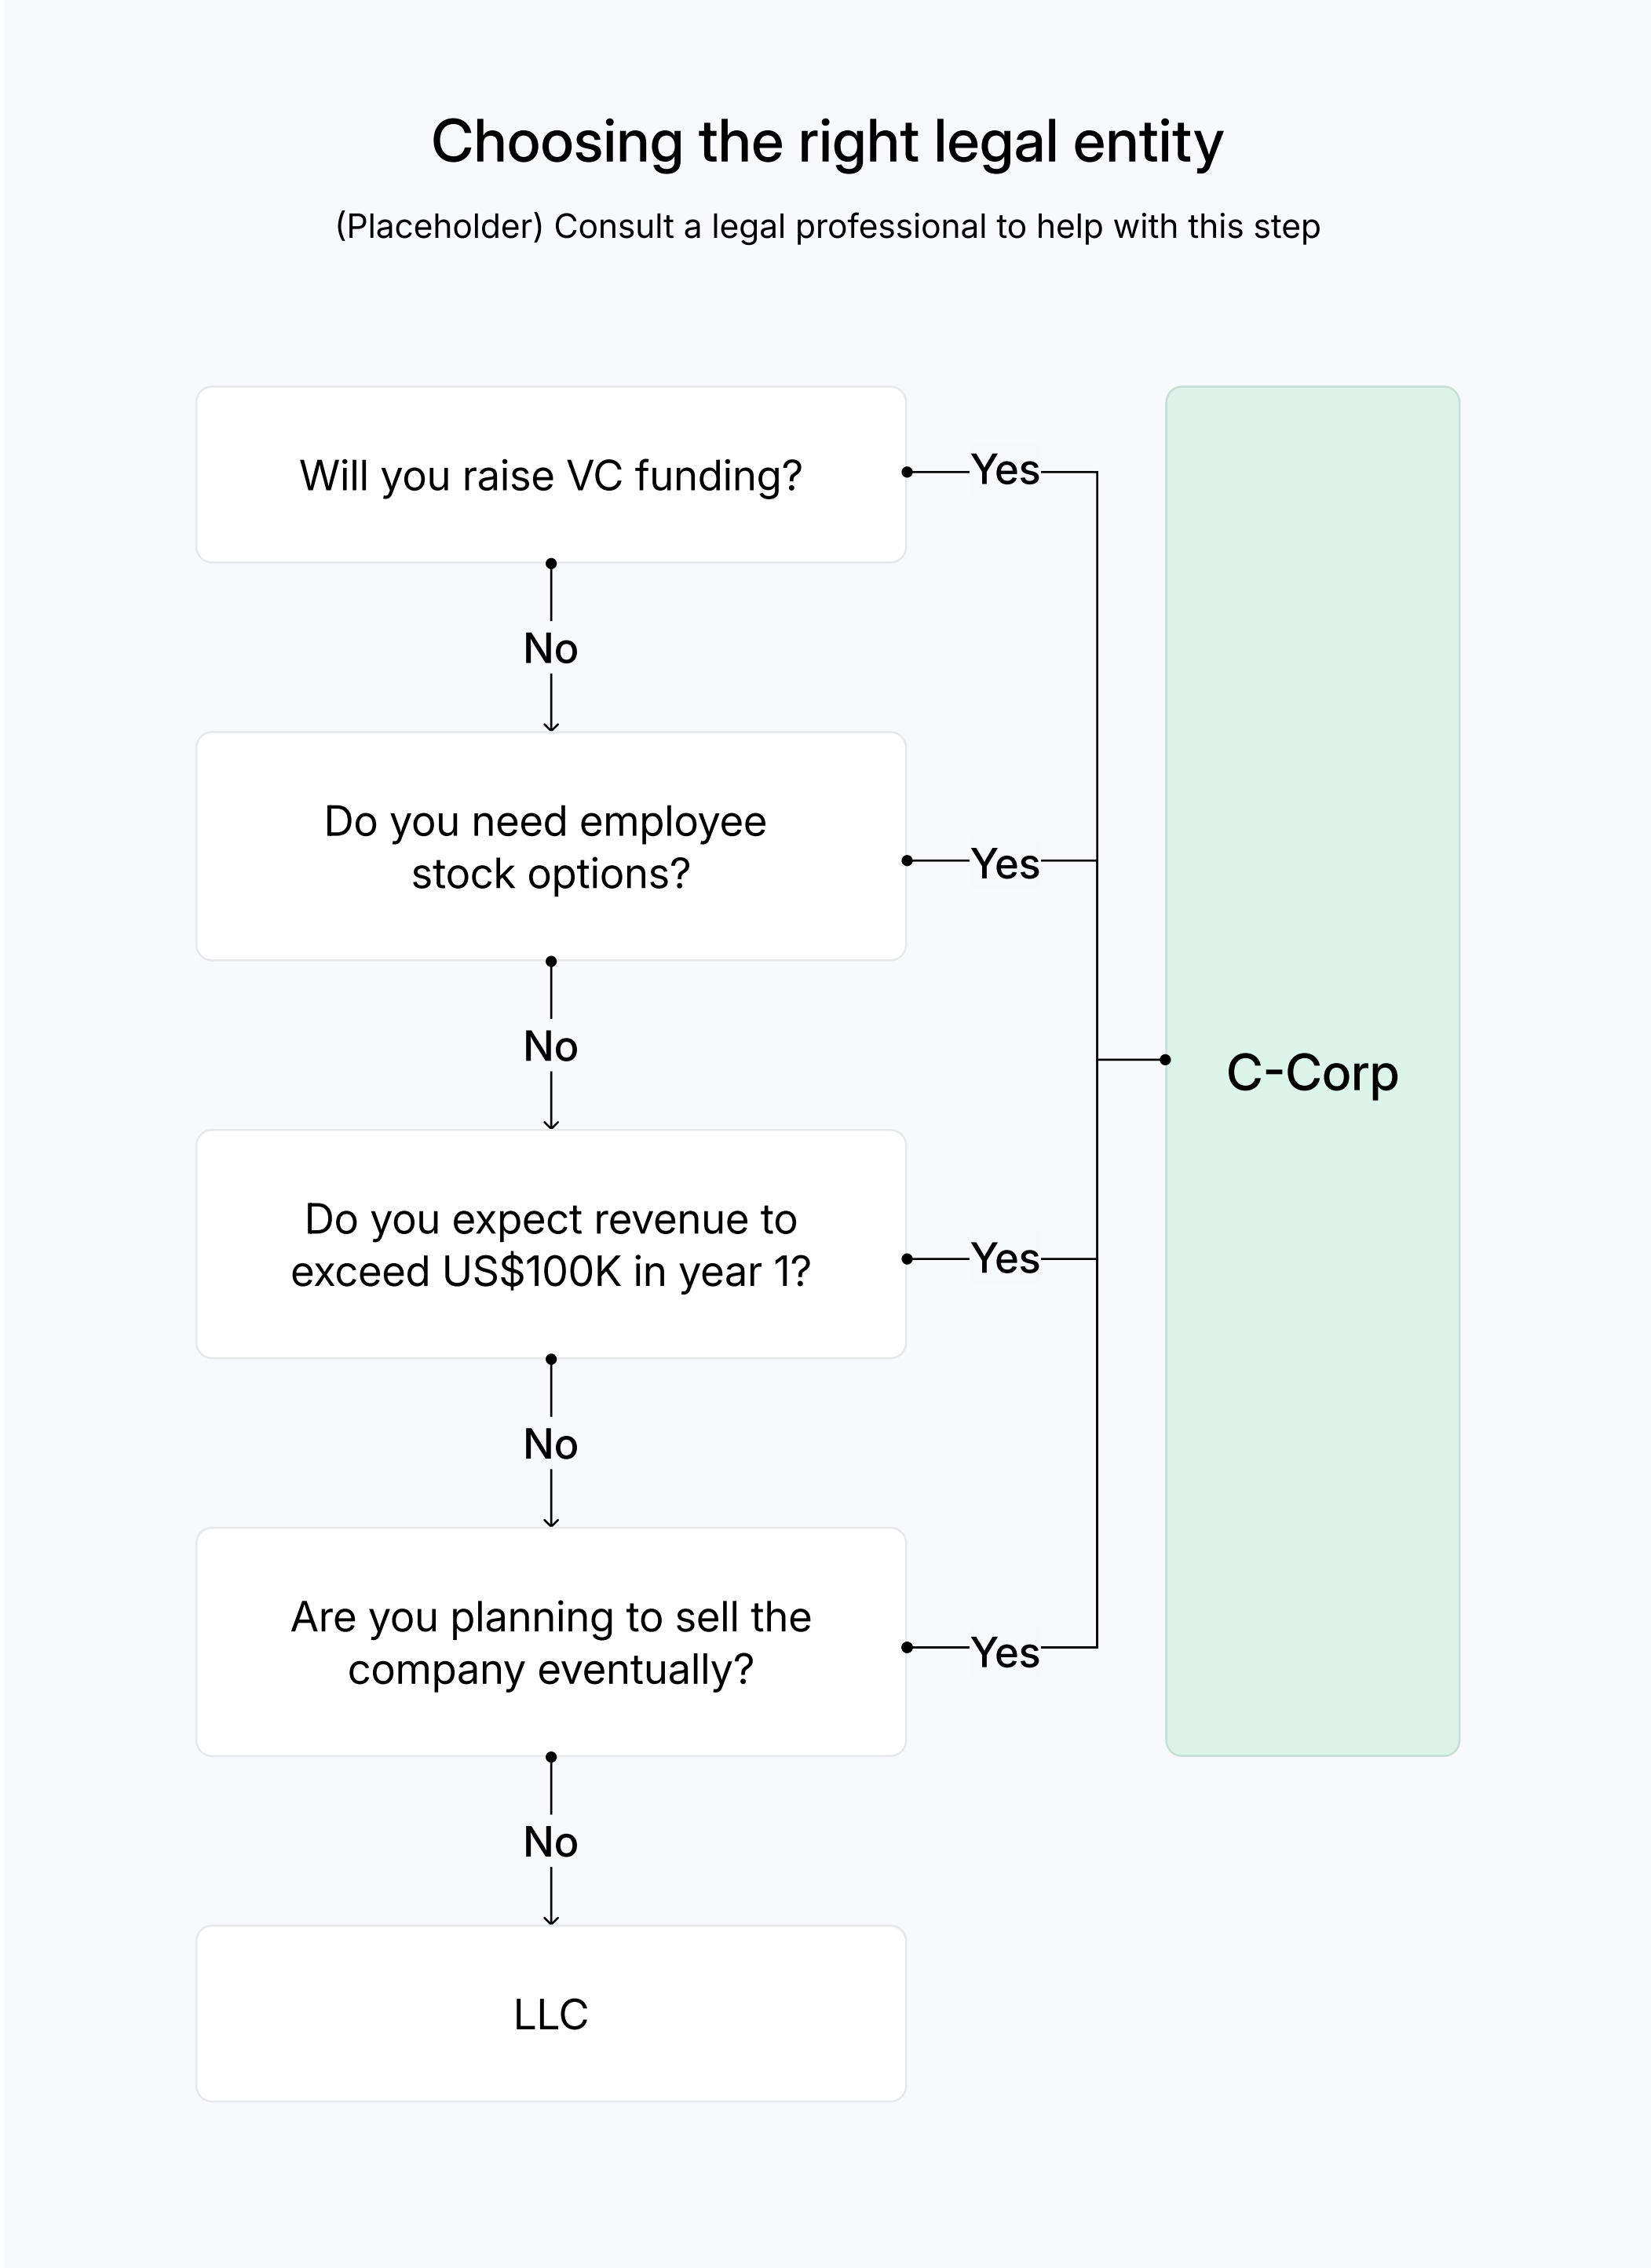 Choosing the right legal entity
(Placeholder) Consult a legal professional to help with this step
Will you raise VC funding?
Yes
No
Do you need employee
stock options?
Yes
No
C-Corp
Do you expect revenue to
exceed US$100K in year 1?
Yes
No
Are you planning to sell the
company eventually?
Yes
No
LLC